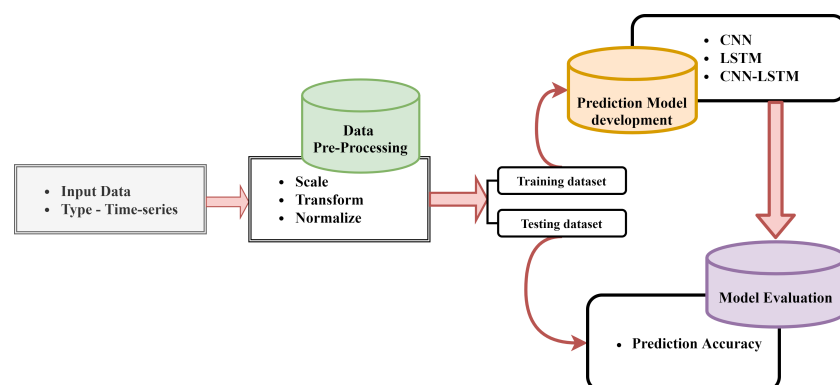 • Input Data
• Type - Time-series
Data
Pre-Processing
• Scale
• Transform
• Normalize
Training dataset
Testing dataset
Prediction Model
development
• CNN
• LSTM
• CNN-LSTM
Model Evaluation
• Prediction Accuracy